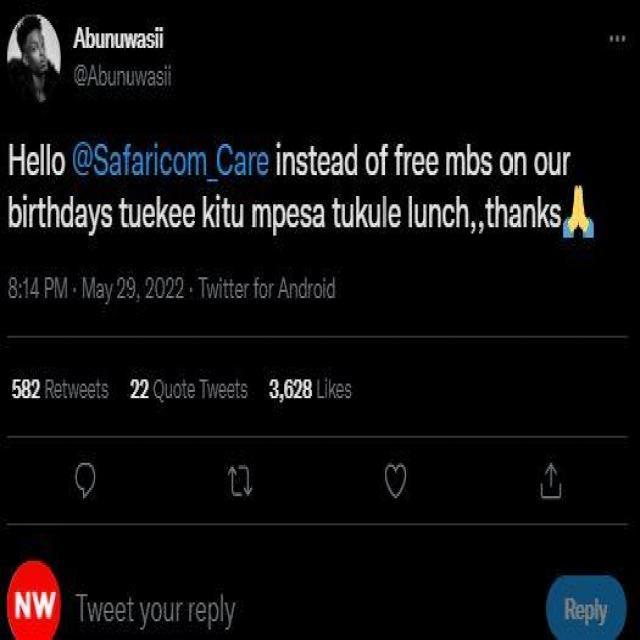 Abunuwasii
@Abunuwasii
Hello @Safaricom_Care instead of free mbs on our
birthdays tuekee kitu mpesa tukule lunch,,thanks🙏
8:14 PM · May 29, 2022 · Twitter for Android
582 Retweets 22 Quote Tweets 3,628 Likes
NW Tweet your reply Reply